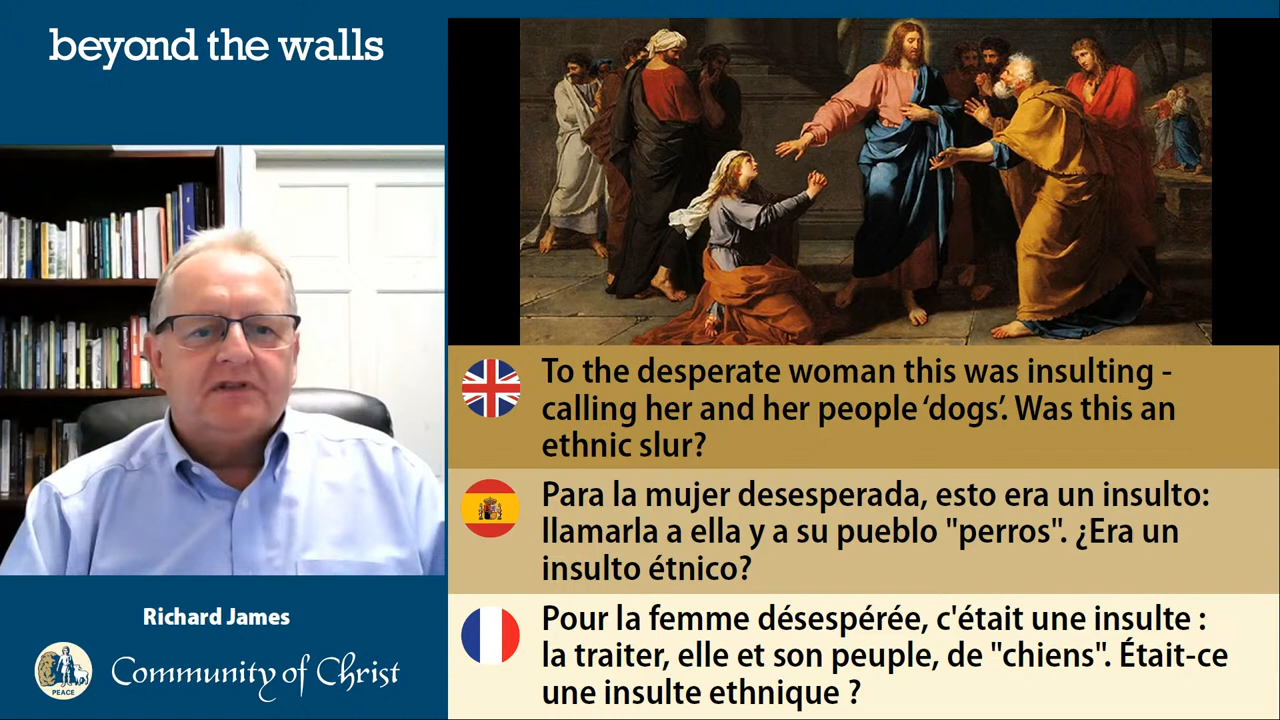 beyond the walls
To the desperate woman this was insulting -
calling her and her people ‘dogs’. Was this an
ethnic slur?
Para la mujer desesperada, esto era un insulto:
llamarla a ella y a su pueblo "perros". ¿Era un
insulto étnico?
Pour la femme désespérée, c'était une insulte :
la traiter, elle et son peuple, de "chiens". Était-ce
une insulte ethnique ?
Richard James
PEACE
Community of Christ